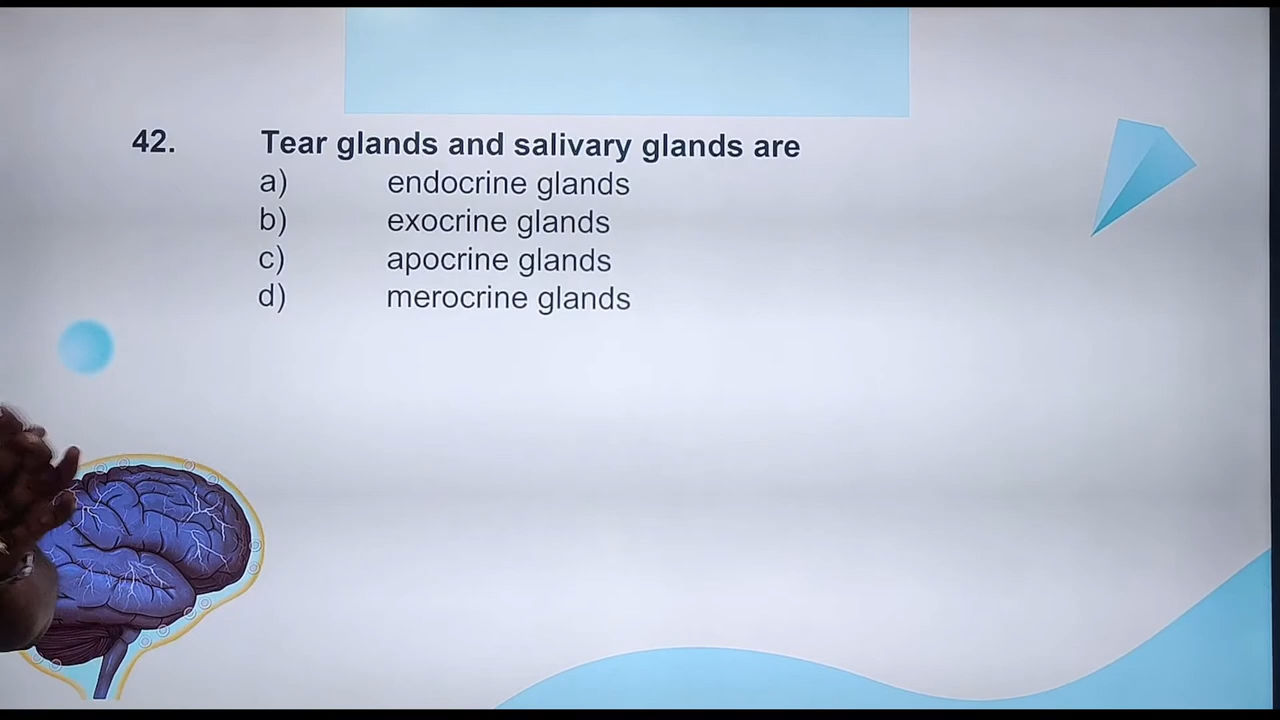 42. Tear glands and salivary glands are
a) endocrine glands
b) exocrine glands
c) apocrine glands
d) merocrine glands